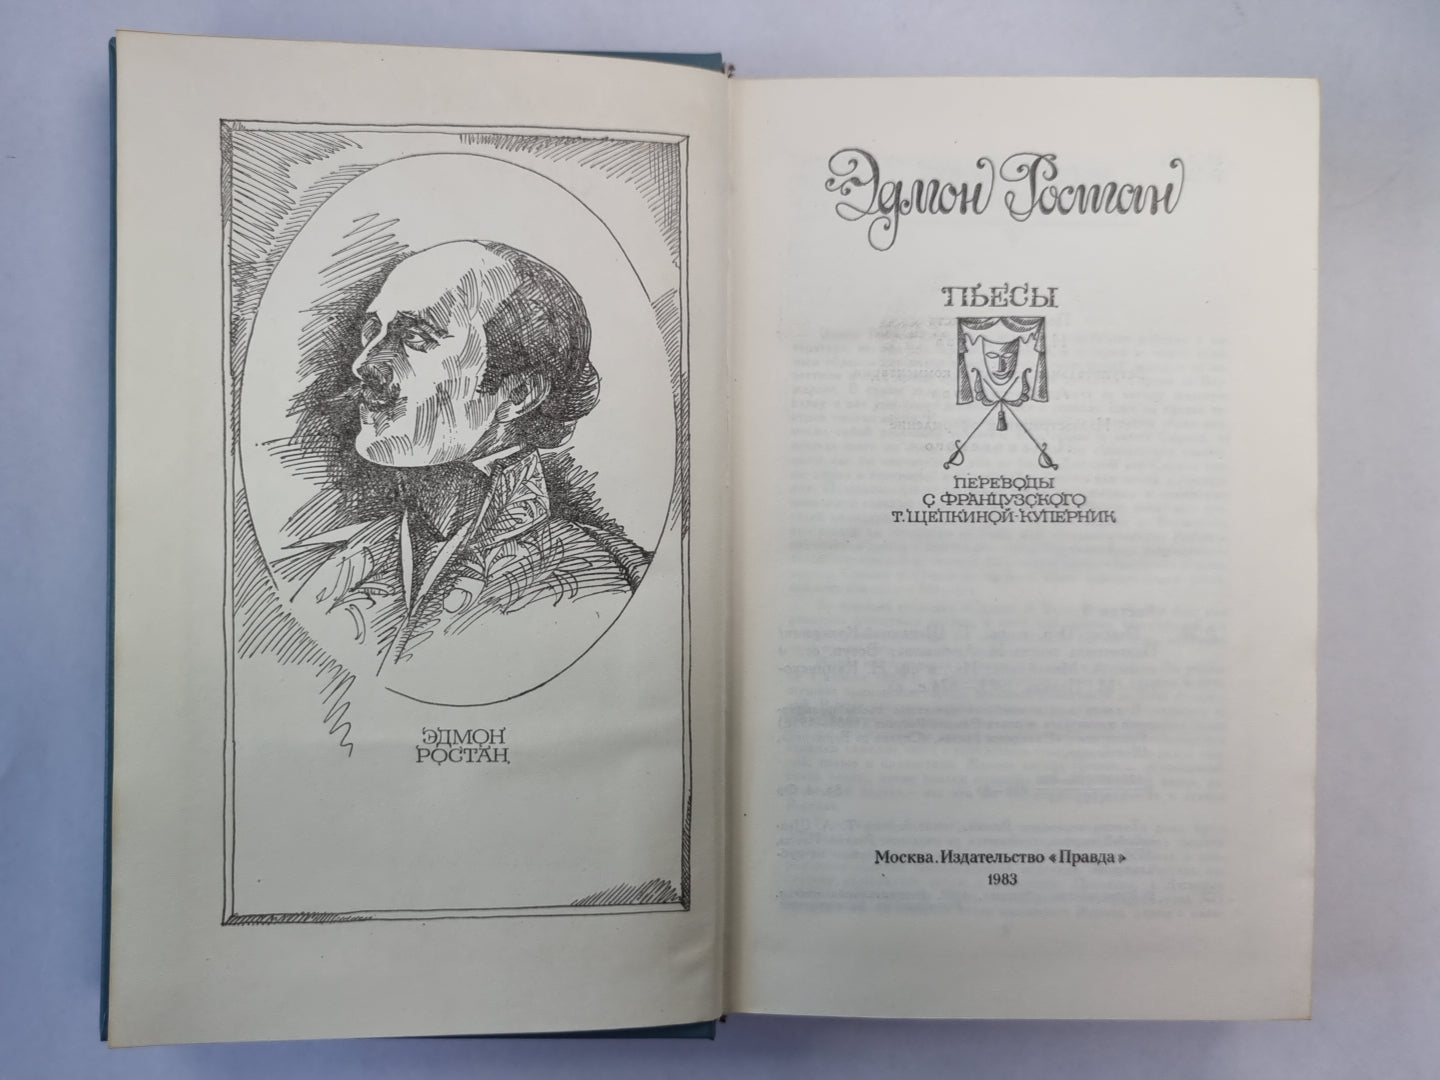 ЭДМОН
РОСТАН
Эдмон Ростан
ПЬЕСЫ
ПЕРЕВОДЫ
С ФРАНЦУЗСКОГО
Т. ЩЕПКИНОЙ-КУПЕРНИК
Москва. Издательство «Правда»
1983